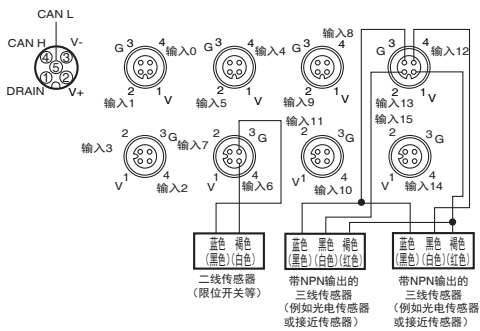 CAN L
CAN H
V-
④ ③
⑤
① ②
DRAIN
V+
G 3 4 输入0
2 1 V
输入1
G 3 4 输入4
2 1 V
输入5
输入8
G 3 4
2 1 V
输入9
G 3 4 输入12
2 1 V
输入13
输入3
2 3 G
V 1 4
输入2
输入7
2 3 G
V 1 4
输入6
输入11
2 3 G
V 1 4
输入10
输入15
2 3 G
V 1 4
输入14
蓝色 褐色
(黑色)(白色)
二线传感器
(限位开关等)
蓝色 黑色 褐色
(黑色)(白色)(红色)
带NPN输出的
三线传感器
(例如光电传感器
或接近传感器)
蓝色 黑色 褐色
(黑色)(白色)(红色)
带NPN输出的
三线传感器
(例如光电传感器
或接近传感器)